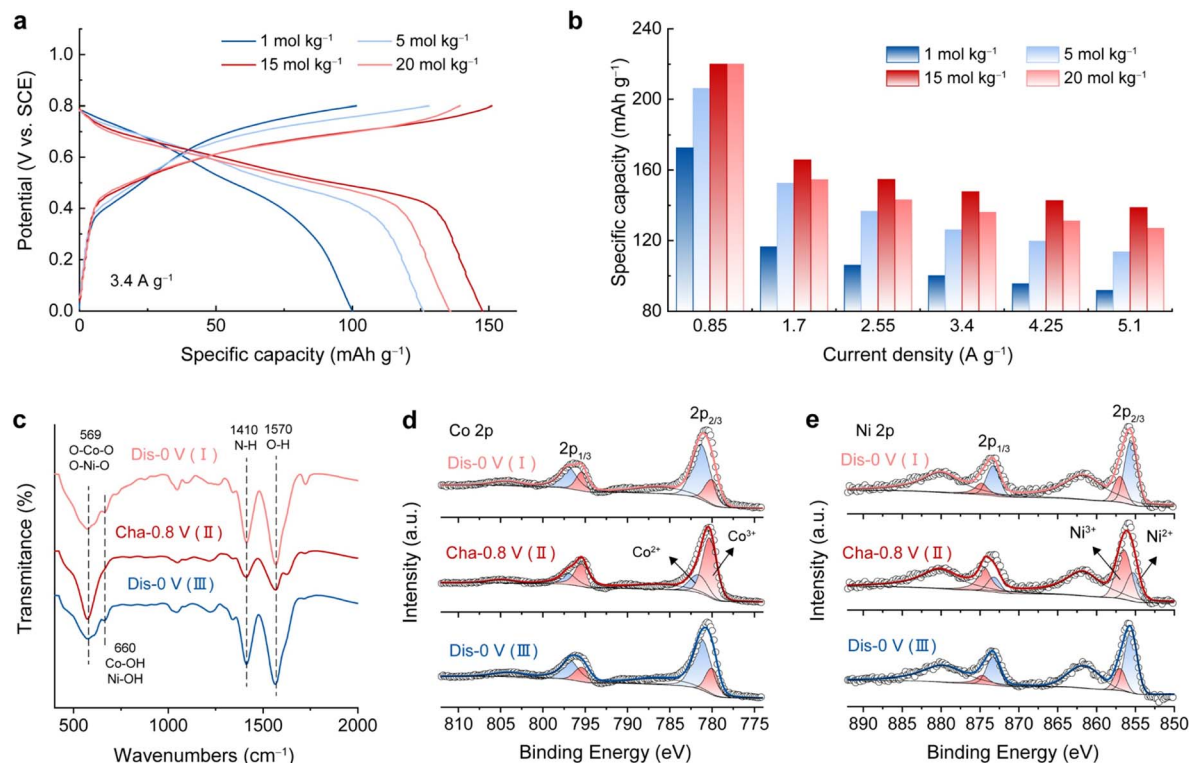 a
1 mol kg⁻¹ 5 mol kg⁻¹
15 mol kg⁻¹ 20 mol kg⁻¹
Potential (V vs. SCE)
1.0
0.8
0.6
0.4
0.2
0.0
3.4 A g⁻¹
0 50 100 150
Specific capacity (mAh g⁻¹)
b
1 mol kg⁻¹ 5 mol kg⁻¹
15 mol kg⁻¹ 20 mol kg⁻¹
Specific capacity (mAh g⁻¹)
240
200
160
120
80
0.85 1.7 2.55 3.4 4.25 5.1
Current density (A g⁻¹)
c
569
O-Co-O
O-Ni-O
1410
N-H
1570
O-H
Dis-0 V (Ⅰ)
Cha-0.8 V (Ⅱ)
Dis-0 V (Ⅲ)
660
Co-OH
Ni-OH
Transmitance (%)
500 1000 1500 2000
Wavenumbers (cm⁻¹)
d
Co 2p
2p1/3
2p2/3
Dis-0 V (Ⅰ)
Cha-0.8 V (Ⅱ)
Co²⁺
Co³⁺
Dis-0 V (Ⅲ)
Intensity (a.u.)
810 805 800 795 790 785 780 775
Binding Energy (eV)
e
Ni 2p
2p1/3
2p2/3
Dis-0 V (Ⅰ)
Cha-0.8 V (Ⅱ)
Ni³⁺
Ni²⁺
Dis-0 V (Ⅲ)
Intensity (a.u.)
890 885 880 875 870 865 860 855 850
Binding Energy (eV)